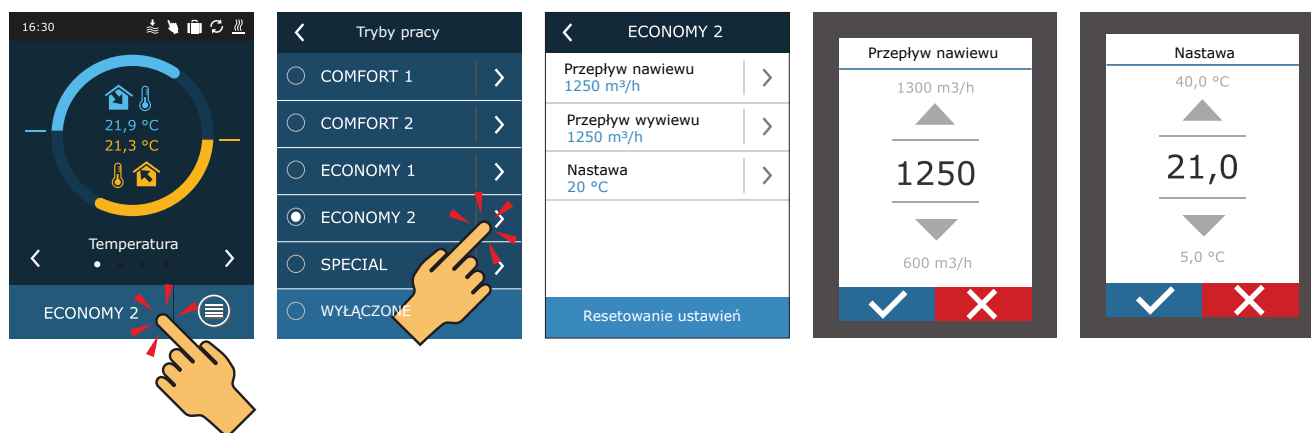 16:30
21,9 °C
21,3 °C
Temperatura
ECONOMY 2
Tryby pracy
COMFORT 1
COMFORT 2
ECONOMY 1
ECONOMY 2
SPECIAL
WYŁĄCZONE
ECONOMY 2
Przepływ nawiewu
1250 m³/h
Przepływ wywiewu
1250 m³/h
Nastawa
20 °C
Resetowanie ustawień
Przepływ nawiewu
1300 m3/h
1250
600 m3/h
Nastawa
40,0 °C
21,0
5,0 °C